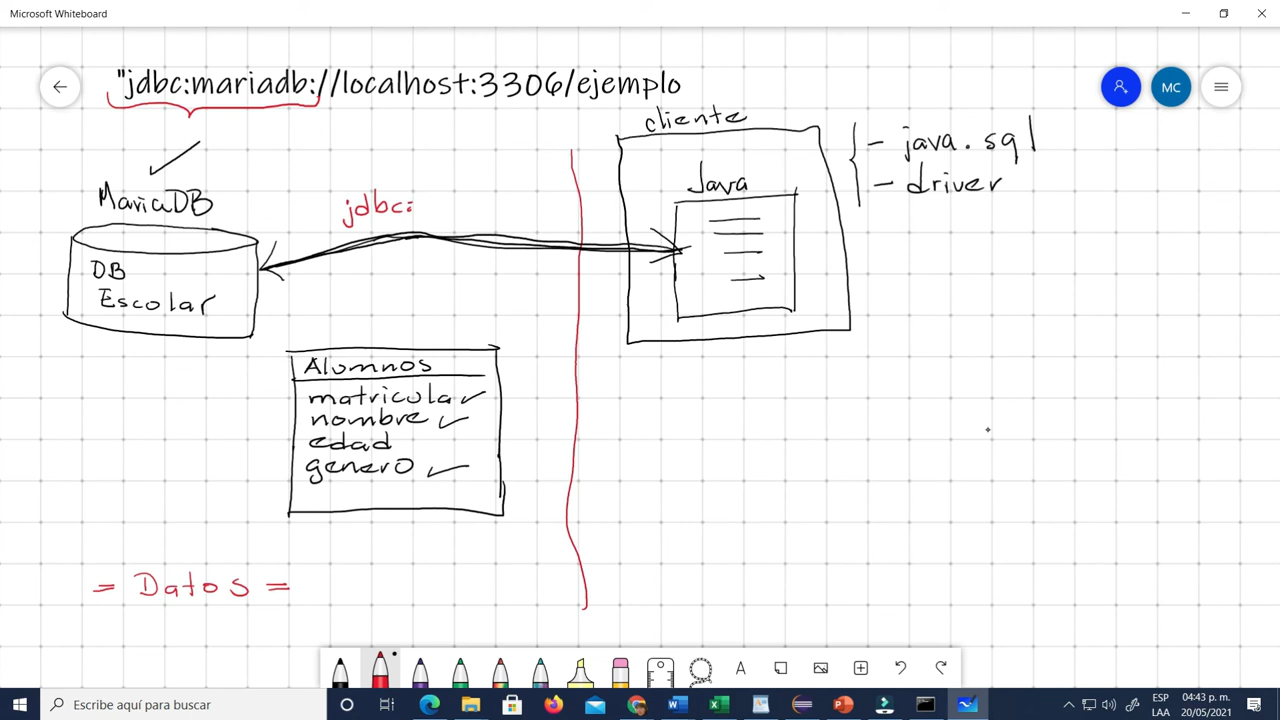 Microsoft Whiteboard
"jdbc:mariadb://localhost:3306/ejemplo
MC
cliente
- java.sql
- driver
Java
MariaDB
jdbc:
DB
Escolar
Alumnos
matricula
nombre
edad
genero
= Datos =
A
Escribe aquí para buscar
ESP
LAA
04:43 p. m.
20/05/2021